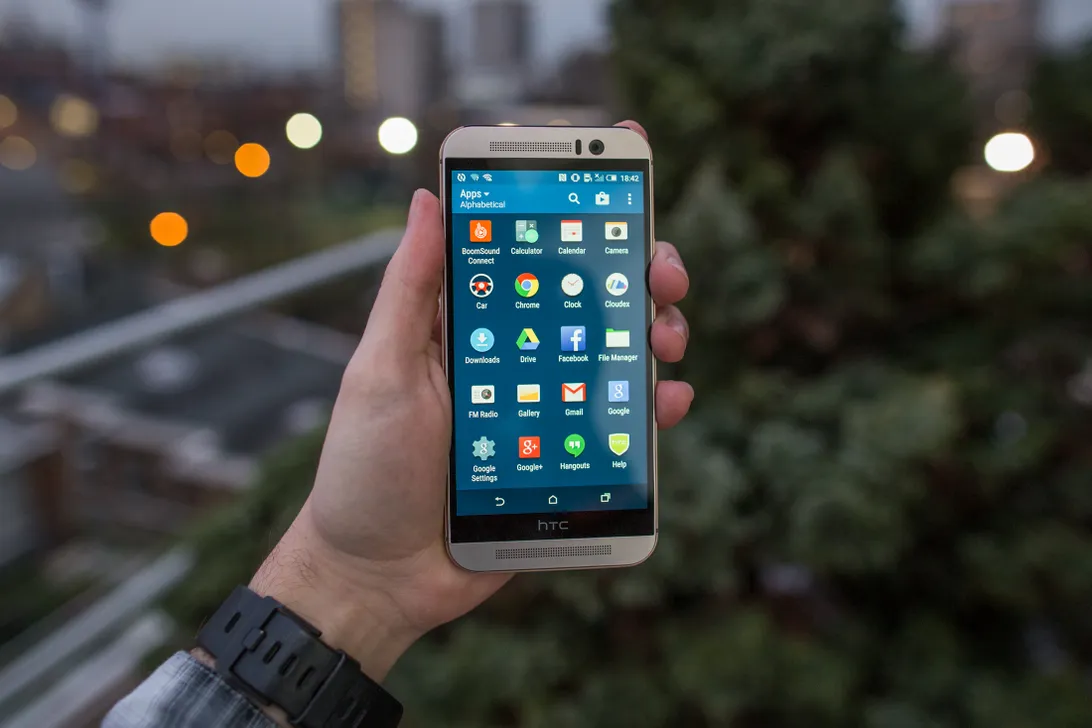 18:42
Apps
Alphabetical
BoomSound
Connect
Calculator
Calendar
Camera
Car
Chrome
Clock
Cloudex
Downloads
Drive
Facebook
File Manager
FM Radio
Gallery
Gmail
Google
Google
Settings
Google+
Hangouts
Help
hTC